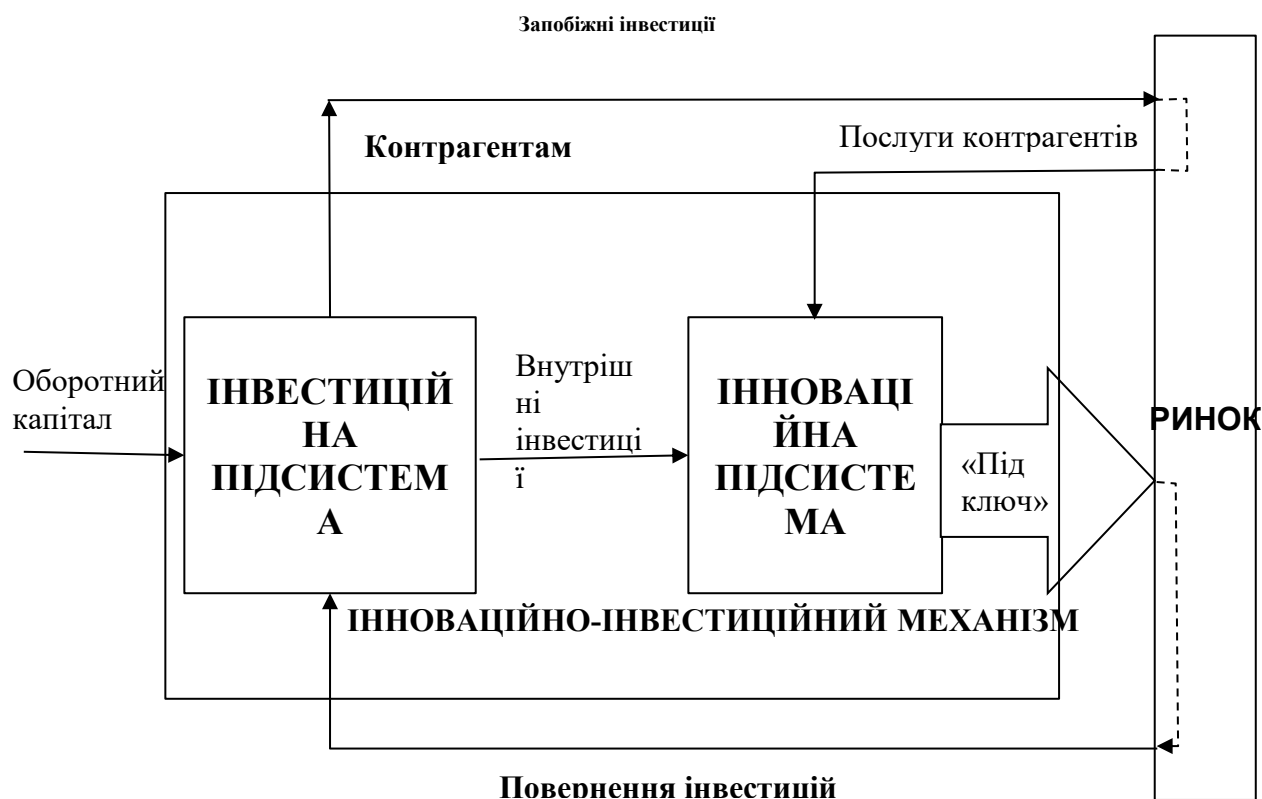 Запобіжні інвестиції
Контрагентам
Послуги контрагентів
Оборотний
капітал
ІНВЕСТИЦІЙ
НА
ПІДСИСТЕМ
А
Внутріш
ні
інвестиці
ї
ІННОВАЦІ
ЙНА
ПІДСИСТЕ
МА
«Під
ключ»
РИНОК
ІННОВАЦІЙНО-ІНВЕСТИЦІЙНИЙ МЕХАНІЗМ
Повернення інвестицій